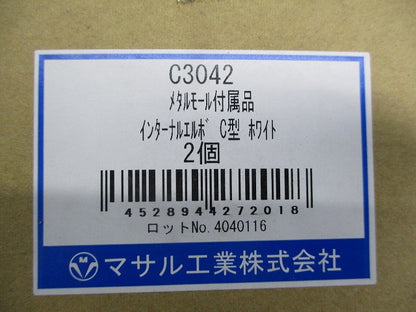 C3042
ﾒﾀﾙﾓｰﾙ付属品
ｲﾝﾀｰﾅﾙｴﾙﾎﾞ C型 ﾎﾜｲﾄ
2個
4528944272018
ロットNo.4040116
M マサル工業株式会社